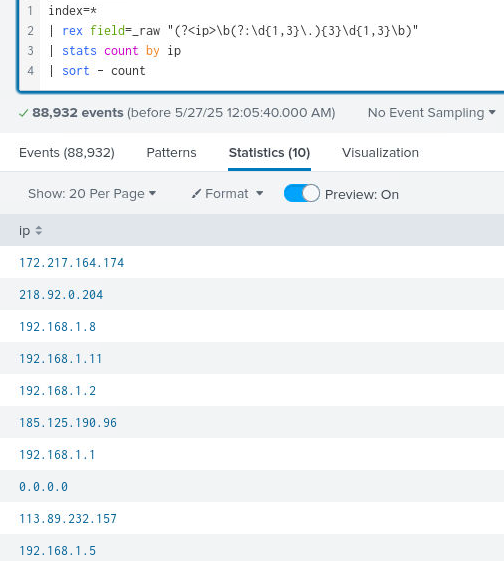 1 index=*
2 | rex field=_raw "(?<ip>\b(?:\d{1,3}\.){3}\d{1,3}\b)"
3 | stats count by ip
4 | sort - count
✓ 88,932 events (before 5/27/25 12:05:40.000 AM) No Event Sampling
Events (88,932) Patterns Statistics (10) Visualization
Show: 20 Per Page Format Preview: On
ip
172.217.164.174
218.92.0.204
192.168.1.8
192.168.1.11
192.168.1.2
185.125.190.96
192.168.1.1
0.0.0.0
113.89.232.157
192.168.1.5